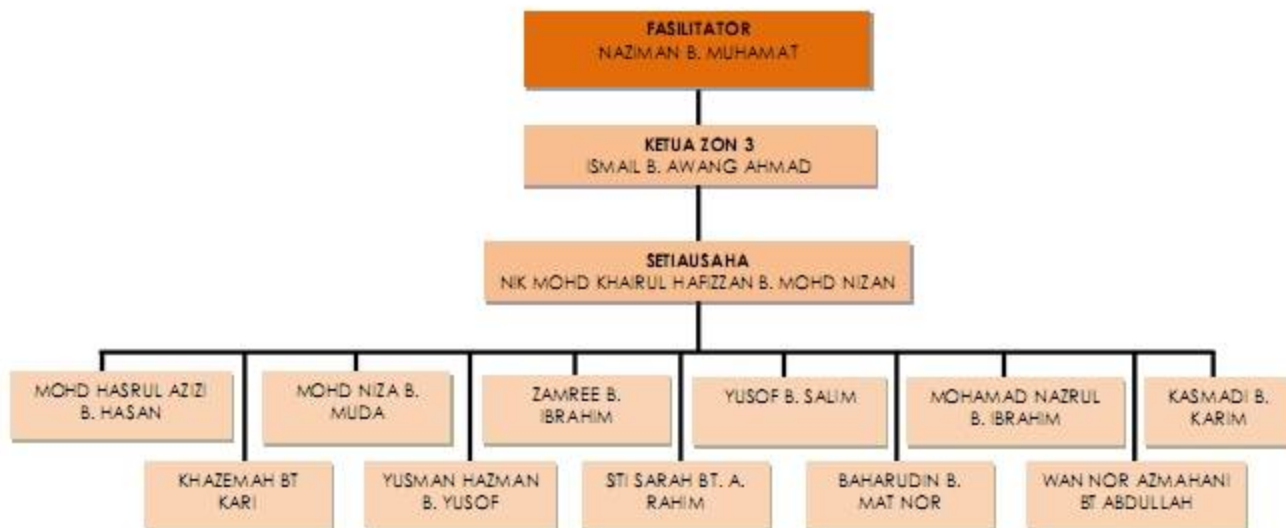 FASILITATOR
NAZIMAN B. MUHAMAT
KETUA ZON 3
ISMAIL B. AWANG AHMAD
SETIAUSAHA
NIK MOHD KHAIRUL HAFIZZAN B. MOHD NIZAN
MOHD HASRUL AZIZI
B. HASAN
MOHD NIZA B.
MUDA
ZAMREE B.
IBRAHIM
YUSOF B. SALIM
MOHAMAD NAZRUL
B. IBRAHIM
KASMADI B.
KARIM
KHAZEMAH BT
KARI
YUSMAN HAZMAN
B. YUSOF
SITI SARAH BT. A.
RAHIM
BAHARUDIN B.
MAT NOR
WAN NOR AZMAHANI
BT ABDULLAH